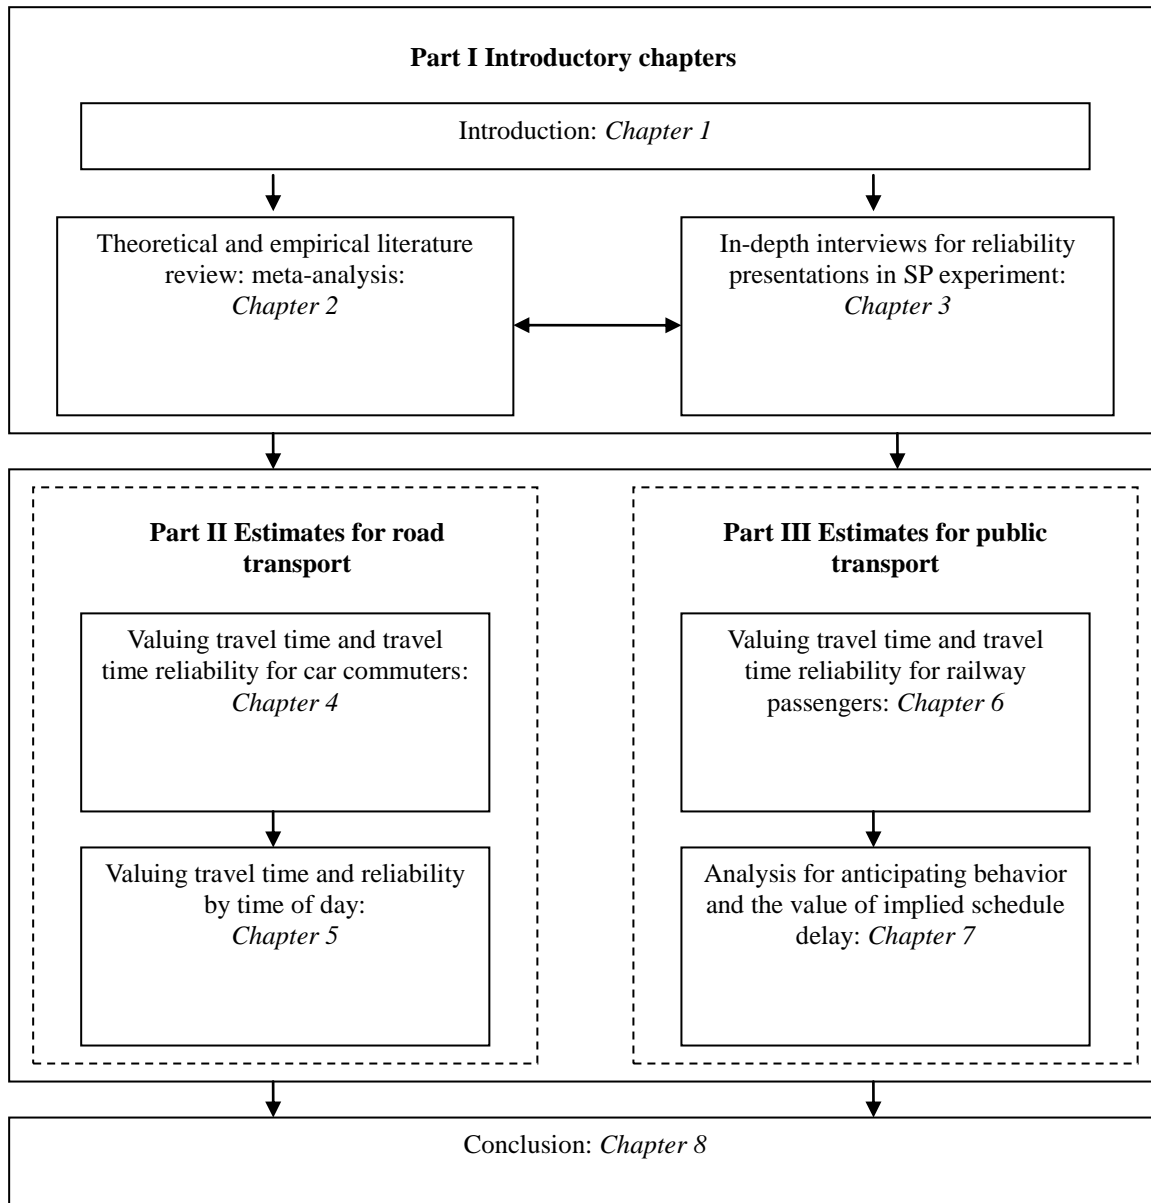 Part I Introductory chapters
Introduction: Chapter 1
Theoretical and empirical literature
review: meta-analysis:
Chapter 2
In-depth interviews for reliability
presentations in SP experiment:
Chapter 3
Part II Estimates for road
transport
Valuing travel time and travel
time reliability for car commuters:
Chapter 4
Valuing travel time and reliability
by time of day:
Chapter 5
Part III Estimates for public
transport
Valuing travel time and travel
time reliability for railway
passengers: Chapter 6
Analysis for anticipating behavior
and the value of implied schedule
delay: Chapter 7
Conclusion: Chapter 8